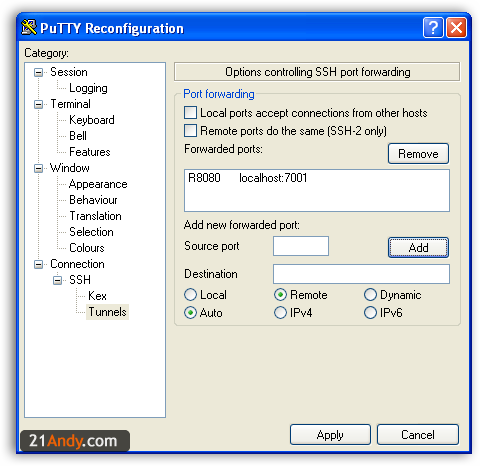 PuTTY Reconfiguration
Category:
Session
Logging
Terminal
Keyboard
Bell
Features
Window
Appearance
Behaviour
Translation
Selection
Colours
Connection
SSH
Kex
Tunnels
Options controlling SSH port forwarding
Port forwarding
Local ports accept connections from other hosts
Remote ports do the same (SSH-2 only)
Forwarded ports:
Remove
R8080 localhost:7001
Add new forwarded port:
Source port
Add
Destination
Local Remote Dynamic
Auto IPv4 IPv6
Apply Cancel
21Andy.com